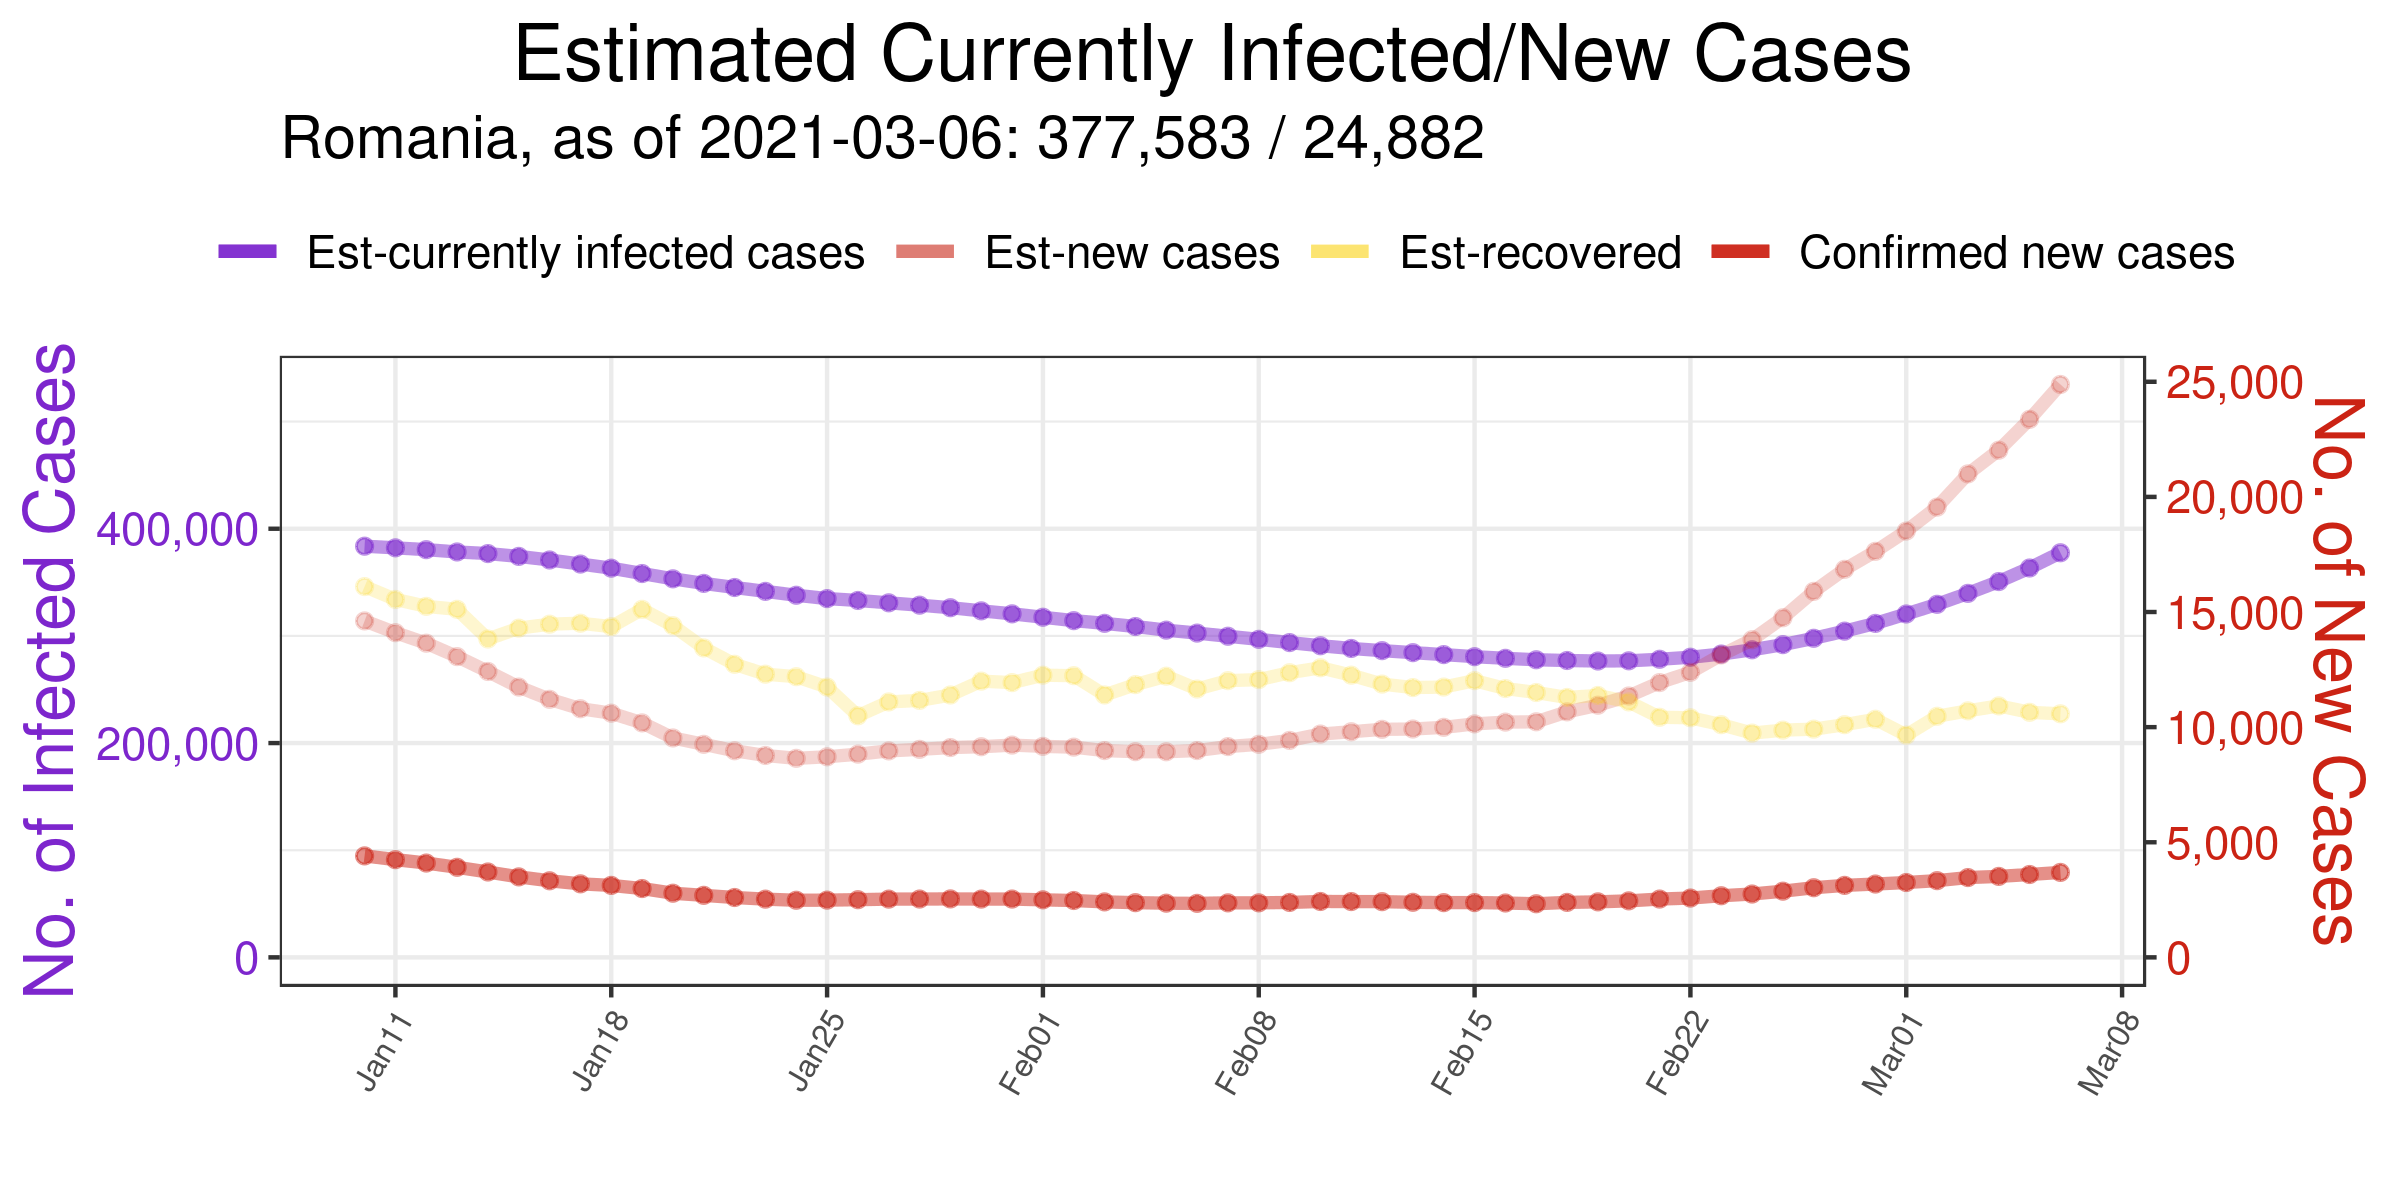 Estimated Currently Infected/New Cases
Romania, as of 2021-03-06: 377,583 / 24,882
Est-currently infected cases
Est-new cases
Est-recovered
Confirmed new cases
No. of Infected Cases
400,000
200,000
0
25,000
20,000
15,000
10,000
5,000
0
No. of New Cases
Jan11
Jan18
Jan25
Feb01
Feb08
Feb15
Feb22
Mar01
Mar08